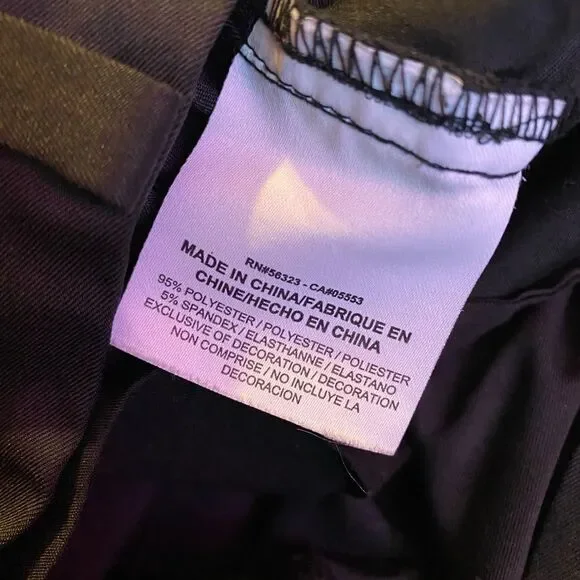 RN#56323 - CA#05553
MADE IN CHINA/FABRIQUE EN
CHINE/HECHO EN CHINA
95% POLYESTER / POLYESTER / POLIESTER
5% SPANDEX / ELASTHANNE / ELASTANO
EXCLUSIVE OF DECORATION / DECORATION
NON COMPRISE / NO INCLUYE LA
DECORACION